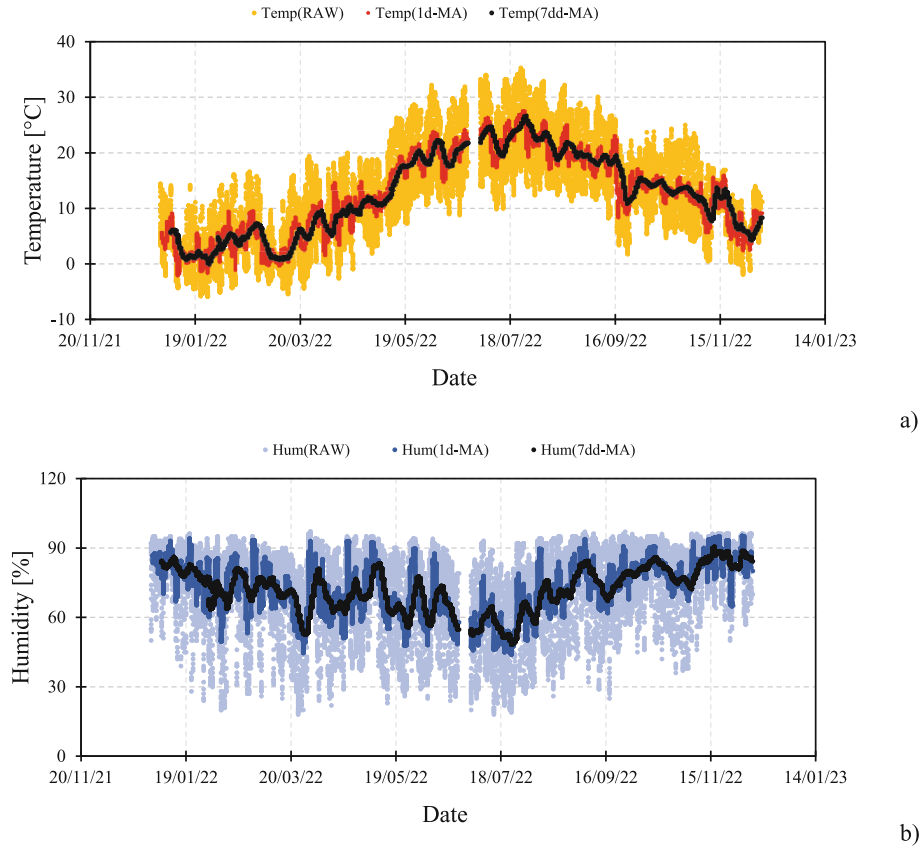 Temp(RAW) Temp(1d-MA) Temp(7dd-MA)
40
30
20
10
0
-10
Temperature [°C]
20/11/21 19/01/22 20/03/22 19/05/22 18/07/22 16/09/22 15/11/22 14/01/23
Date
a)
Hum(RAW) Hum(1d-MA) Hum(7dd-MA)
120
90
60
30
0
Humidity [%]
20/11/21 19/01/22 20/03/22 19/05/22 18/07/22 16/09/22 15/11/22 14/01/23
Date
b)